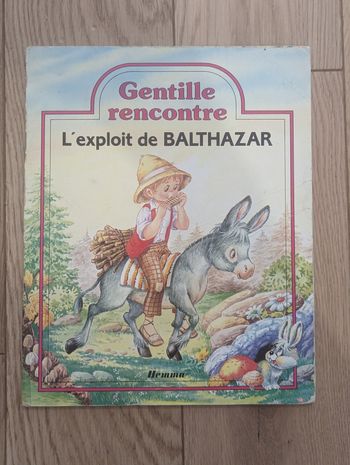 Gentille
rencontre
L'exploit de BALTHAZAR
Hemma